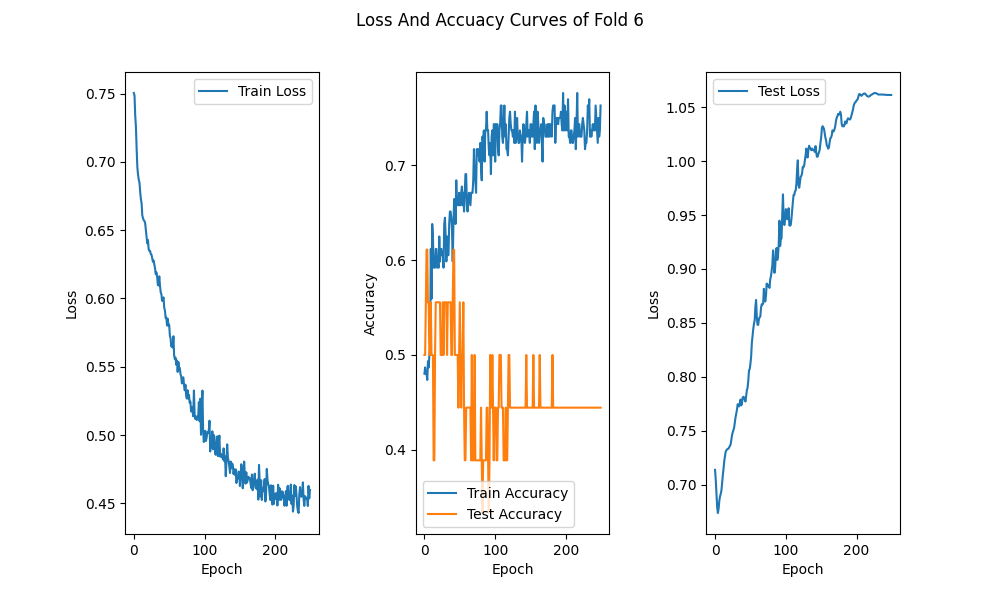 Loss And Accuacy Curves of Fold 6
Train Loss
0.75
0.70
0.65
0.60
0.55
0.50
0.45
Loss
0
100
200
Epoch
0.7
0.6
0.5
0.4
Accuracy
Train Accuracy
Test Accuracy
0
100
200
Epoch
Test Loss
1.05
1.00
0.95
0.90
0.85
0.80
0.75
0.70
Loss
0
100
200
Epoch